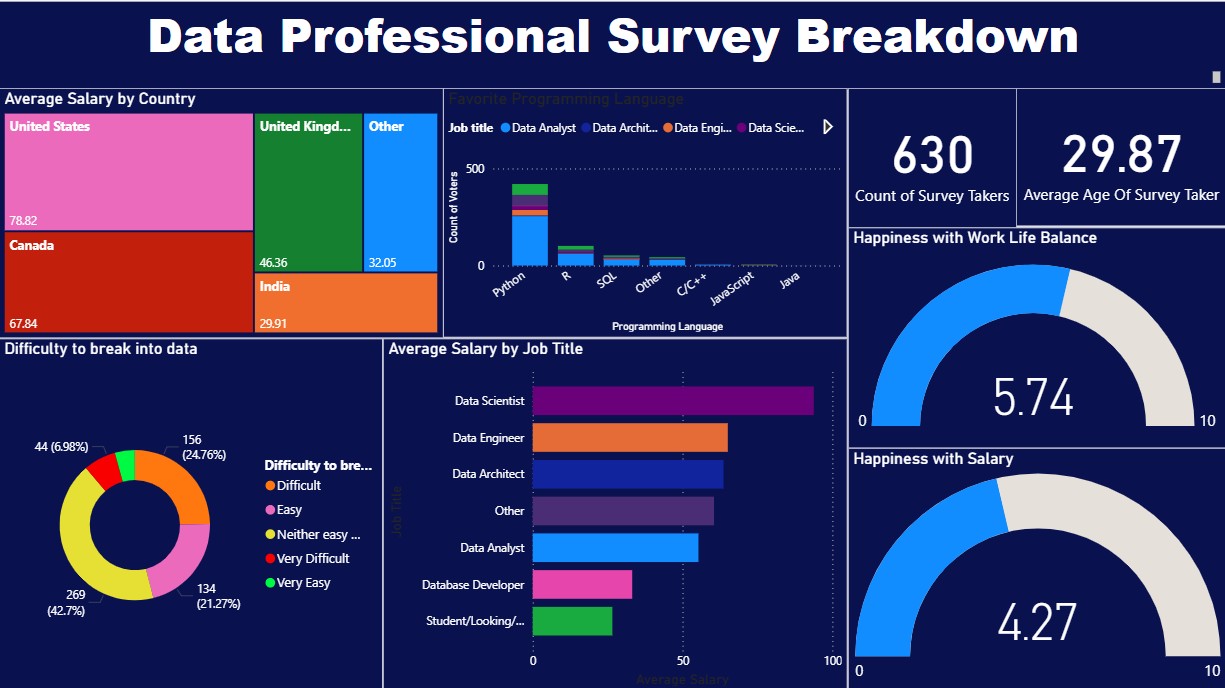 Data Professional Survey Breakdown
Average Salary by Country
United States
78.82
Canada
67.84
United Kingd...
46.36
Other
32.05
India
29.91
Favorite Programming Language
Job title Data Analyst Data Archit... Data Engi... Data Scie...
Count of Voters
500
0
Python
R
SQL
Other
C/C++
JavaScript
Java
Programming Language
630
Count of Survey Takers
29.87
Average Age Of Survey Taker
Happiness with Work Life Balance
5.74
0
10
Happiness with Salary
4.27
0
10
Difficulty to break into data
44 (6.98%)
156
(24.76%)
134
(21.27%)
269
(42.7%)
Difficulty to bre...
Difficult
Easy
Neither easy ...
Very Difficult
Very Easy
Average Salary by Job Title
Job Title
Data Scientist
Data Engineer
Data Architect
Other
Data Analyst
Database Developer
Student/Looking/...
0
50
100
Average Salary